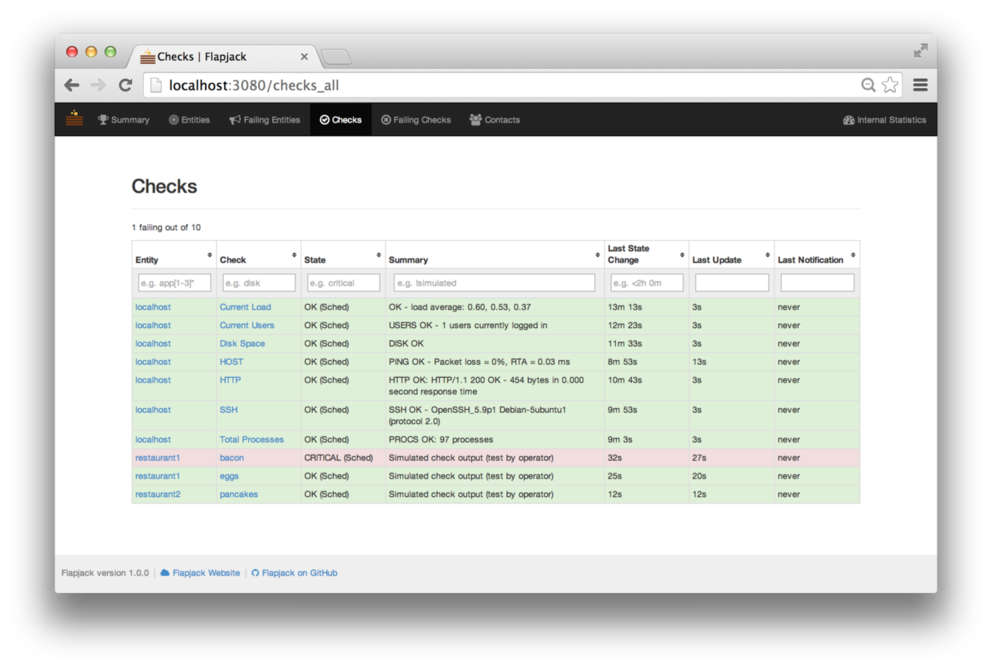 Checks | Flapjack
localhost:3080/checks_all
Summary Entities Failing Entities Checks Failing Checks Contacts Internal Statistics
Checks
1 failing out of 10
Entity Check State Summary Last State Change Last Update Last Notification
e.g. app[1-3]* e.g. disk e.g. critical e.g. !simulated e.g. <2h 0m
localhost Current Load OK (Sched) OK - load average: 0.60, 0.53, 0.37 13m 13s 3s never
localhost Current Users OK (Sched) USERS OK - 1 users currently logged in 12m 23s 3s never
localhost Disk Space OK (Sched) DISK OK 11m 33s 3s never
localhost HOST OK (Sched) PING OK - Packet loss = 0%, RTA = 0.03 ms 8m 53s 13s never
localhost HTTP OK (Sched) HTTP OK: HTTP/1.1 200 OK - 454 bytes in 0.000 10m 43s 3s never
second response time
localhost SSH OK (Sched) SSH OK - OpenSSH_5.9p1 Debian-5ubuntu1 9m 53s 3s never
(protocol 2.0)
localhost Total Processes OK (Sched) PROCS OK: 97 processes 9m 3s 3s never
restaurant1 bacon CRITICAL (Sched) Simulated check output (test by operator) 32s 27s never
restaurant1 eggs OK (Sched) Simulated check output (test by operator) 25s 20s never
restaurant2 pancakes OK (Sched) Simulated check output (test by operator) 12s 12s never
Flapjack version 1.0.0 | Flapjack Website | Flapjack on GitHub